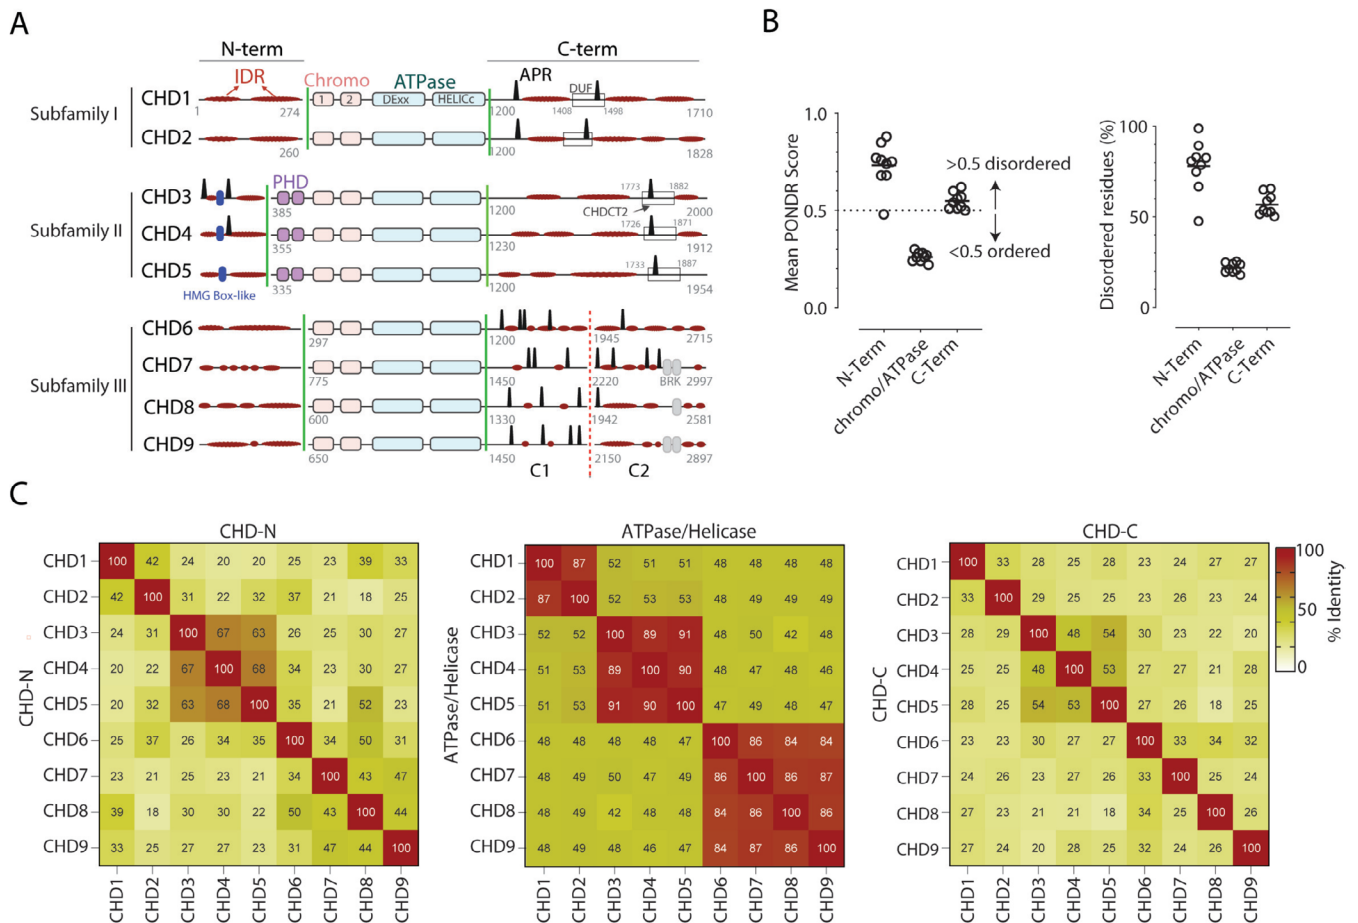 A
N-term
C-term
IDR
Chromo
ATPase
APR
DUF
Subfamily I
CHD1
1
274
1
2
DExx
HELICc
1200
1408
1498
1710
CHD2
260
1200
1828
Subfamily II
CHD3
PHD
385
1200
1773
1882
2000
CHDCT2
CHD4
355
1230
1726
1871
1912
CHD5
335
1200
1733
1887
1954
HMG Box-like
Subfamily III
CHD6
297
1200
1945
2715
CHD7
775
1450
2220
BRK
2997
CHD8
600
1330
1942
2581
CHD9
650
1450
2150
2897
C1
C2
B
Mean PONDR Score
1.0
0.5
0.0
>0.5 disordered
<0.5 ordered
N-Term
chromo/ATPase
C-Term
Disordered residues (%)
100
50
0
N-Term
chromo/ATPase
C-Term
C
CHD-N
CHD-N
CHD1 100 42 24 20 20 25 23 39 33
CHD2 42 100 31 22 32 37 21 18 25
CHD3 24 31 100 67 63 26 25 30 27
CHD4 20 22 67 100 68 34 23 30 27
CHD5 20 32 63 68 100 35 21 52 23
CHD6 25 37 26 34 35 100 34 50 31
CHD7 23 21 25 23 21 34 100 43 47
CHD8 39 18 30 30 22 50 43 100 44
CHD9 33 25 27 27 23 31 47 44 100
CHD1 CHD2 CHD3 CHD4 CHD5 CHD6 CHD7 CHD8 CHD9
ATPase/Helicase
ATPase/Helicase
CHD1 100 87 52 51 51 48 48 48 48
CHD2 87 100 52 53 53 48 49 49 49
CHD3 52 52 100 89 91 48 50 42 48
CHD4 51 53 89 100 90 48 47 48 46
CHD5 51 53 91 90 100 47 49 48 47
CHD6 48 48 48 48 47 100 86 84 84
CHD7 48 49 50 47 49 86 100 86 87
CHD8 48 49 42 48 48 84 86 100 86
CHD9 48 49 48 46 47 84 87 86 100
CHD1 CHD2 CHD3 CHD4 CHD5 CHD6 CHD7 CHD8 CHD9
CHD-C
CHD-C
CHD1 100 33 28 25 28 23 24 27 27
CHD2 33 100 29 25 25 23 26 23 24
CHD3 28 29 100 48 54 30 23 22 20
CHD4 25 25 48 100 53 27 27 21 28
CHD5 28 25 54 53 100 27 26 18 25
CHD6 23 23 30 27 27 100 33 34 32
CHD7 24 26 23 27 26 33 100 25 24
CHD8 27 23 21 21 18 34 25 100 26
CHD9 27 24 20 28 25 32 24 26 100
CHD1 CHD2 CHD3 CHD4 CHD5 CHD6 CHD7 CHD8 CHD9
100
50
0
% Identity